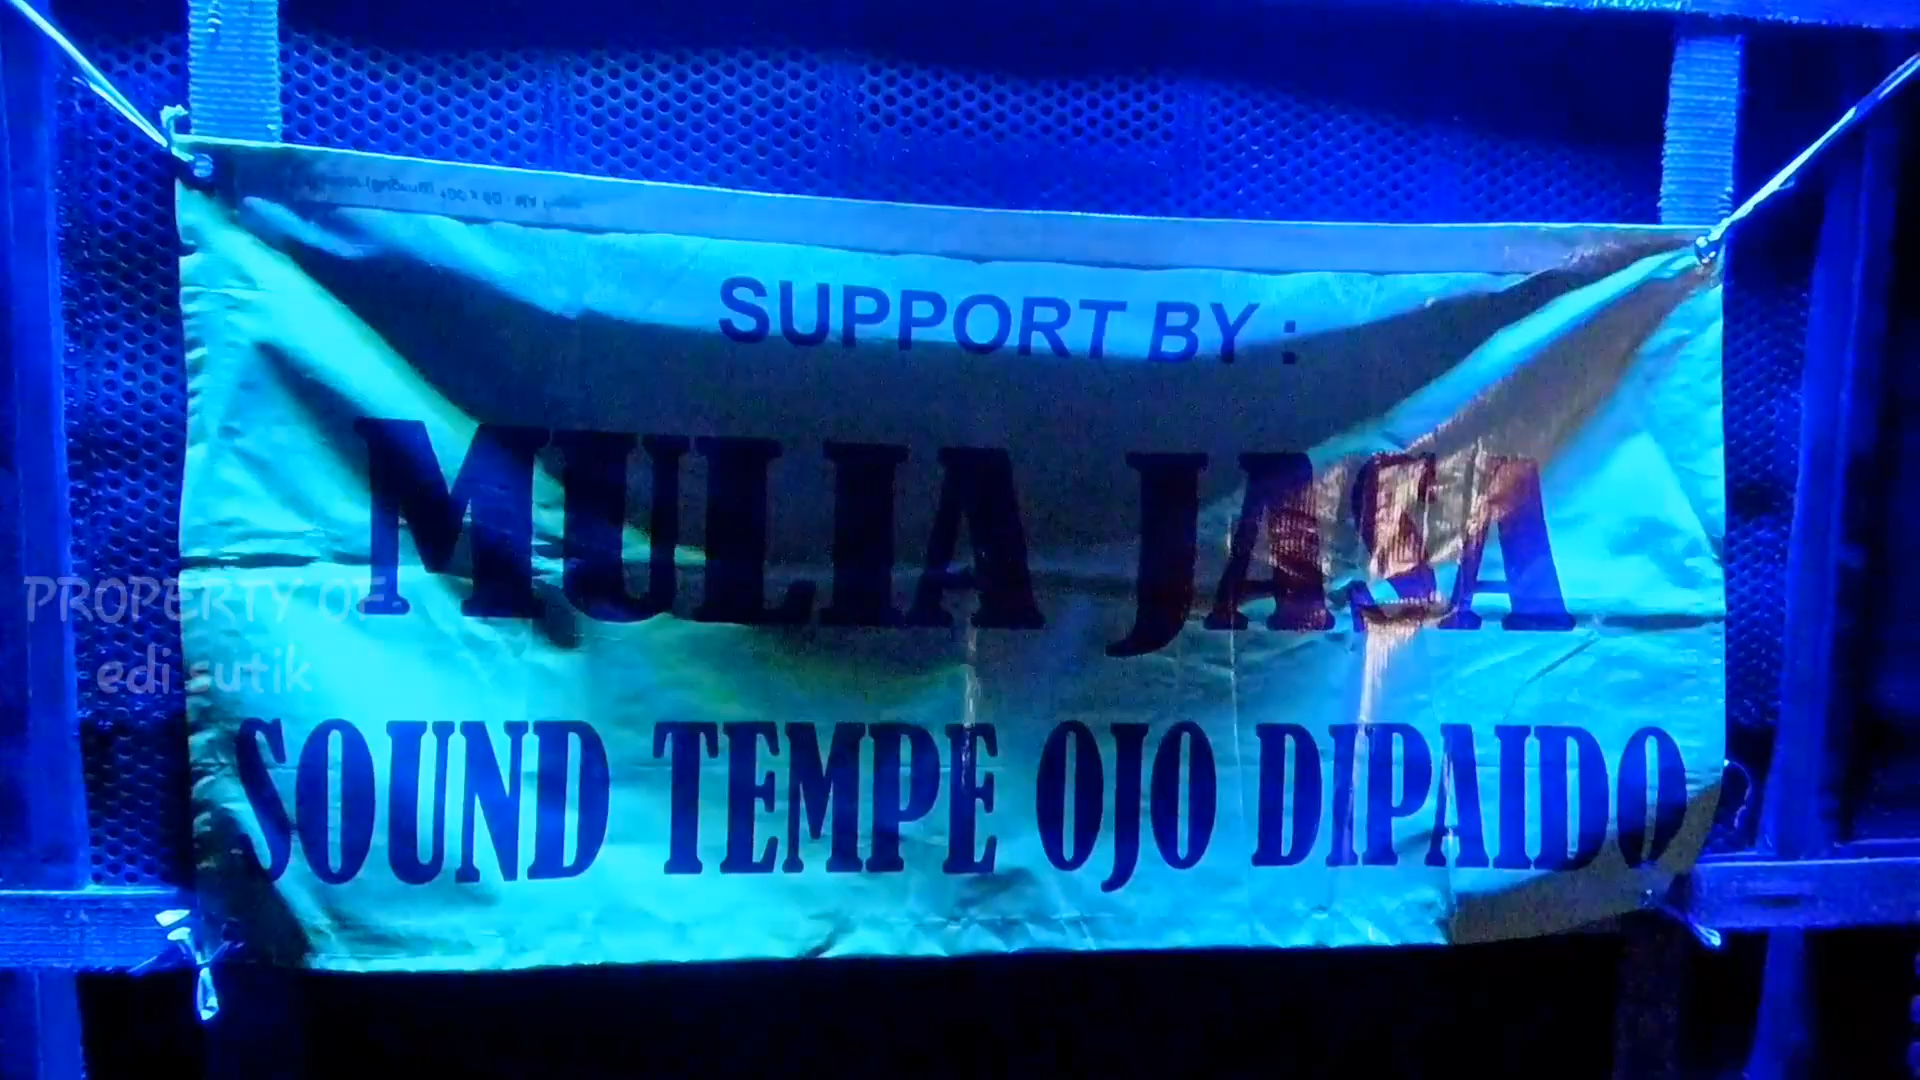 SUPPORT BY :
MULIA JASA
PROPERTY OF.
edi sutik
SOUND TEMPE OJO DIPAIDO